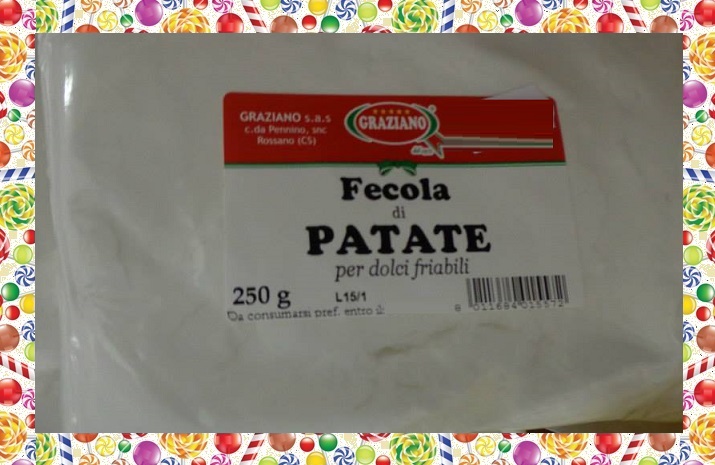 GRAZIANO s.a.s
c.da Pennino, snc
Rossano (CS)
GRAZIANO
Fecola
di
PATATE
per dolci friabili
250 g
L15/1
Da consumarsi pref. entro il: